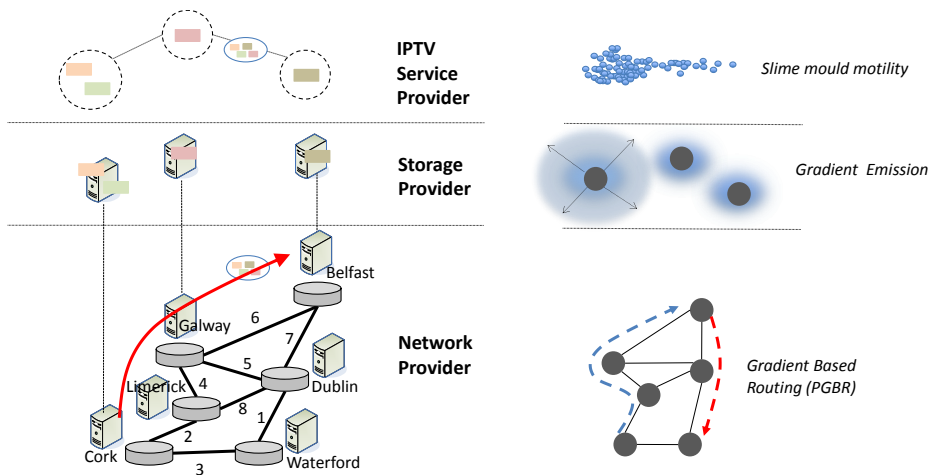 IPTV
Service
Provider
Slime mould motility
Storage
Provider
Gradient Emission
Belfast
Galway
6
7
Network
Provider
5
Limerick
4
Dublin
8
1
2
Cork
3
Waterford
Gradient Based
Routing (PGBR)